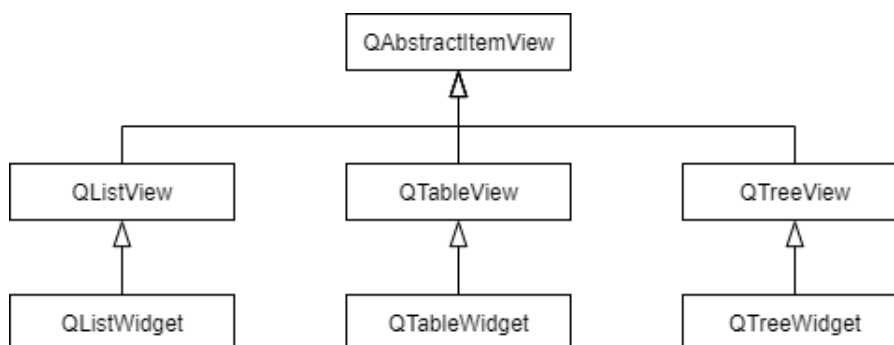 QAbstractItemView
QListView
QTableView
QTreeView
QListWidget
QTableWidget
QTreeWidget